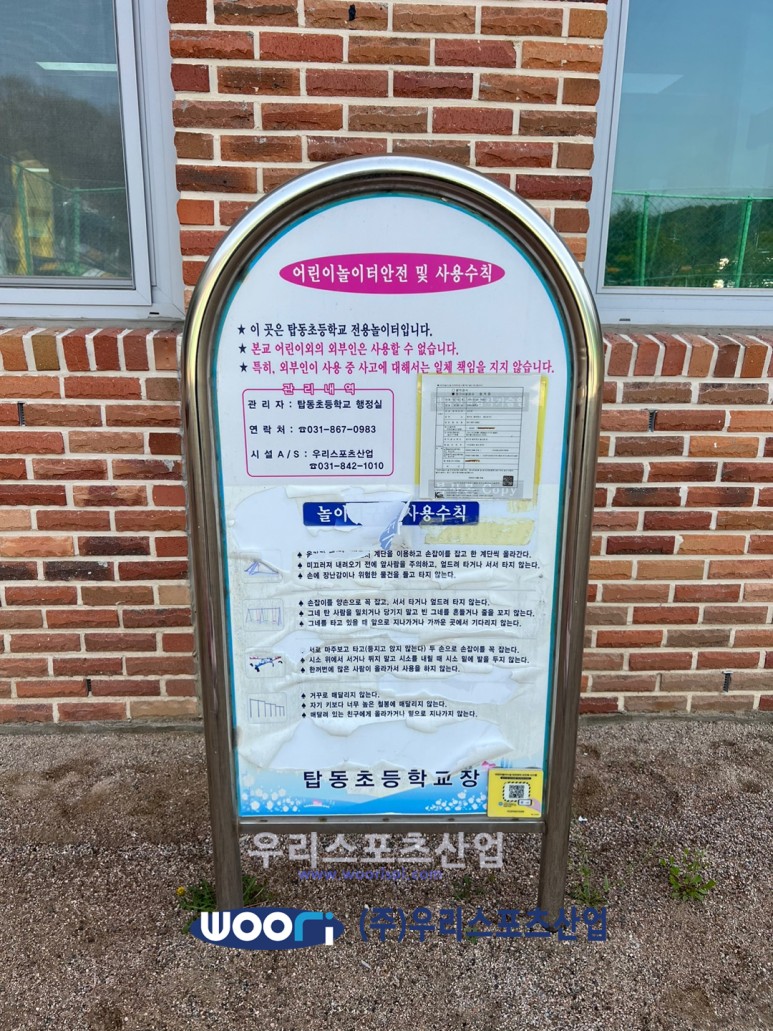 어린이놀이터안전 및 사용수칙
★ 이 곳은 탑동초등학교 전용놀이터입니다.
★ 본교 어린이외의 외부인은 사용할 수 없습니다.
★ 특히, 외부인이 사용 중 사고에 대해서는 일체 책임을 지지 않습니다.
관 리 내 역
관 리 자 : 탑동초등학교 행정실
연 락 처 : ☎031-867-0983
시 설 A / S : 우리스포츠산업
☎031-842-1010
Copy
놀이 사용수칙
♠ 계단을 이용하고 손잡이를 잡고 한 계단씩 올라간다.
♠ 미끄러져 내려오기 전에 앞사람을 주의하고, 엎드려 타거나 서서 타지 않는다.
♠ 손에 장난감이나 위험한 물건을 들고 타지 않는다.
♠ 손잡이를 양손으로 꼭 잡고, 서서 타거나 엎드려 타지 않는다.
♠ 그네 탄 사람을 밀치거나 당기지 말고 빈 그네를 흔들거나 줄을 꼬지 않는다.
♠ 그네를 타고 있을 때 앞으로 지나가거나 가까운 곳에서 기다리지 않는다.
서로 마주보고 타고(등지고 앉지 않는다) 두 손으로 손잡이를 꼭 잡는다.
♠ 시소 위에서 서거나 뛰지 말고 시소를 내릴 때 시소 밑에 발을 두지 않는다.
♠ 한꺼번에 많은 사람이 올라가서 사용을 하지 않는다.
♠ 거꾸로 매달리지 않는다.
♠ 자기 키보다 너무 높은 철봉에 매달리지 않는다.
♠ 매달려 있는 친구에게 올라가거나 밑으로 지나가지 않는다.
탑동초등학교장
우리스포츠산업
woori (주)우리스포츠산업